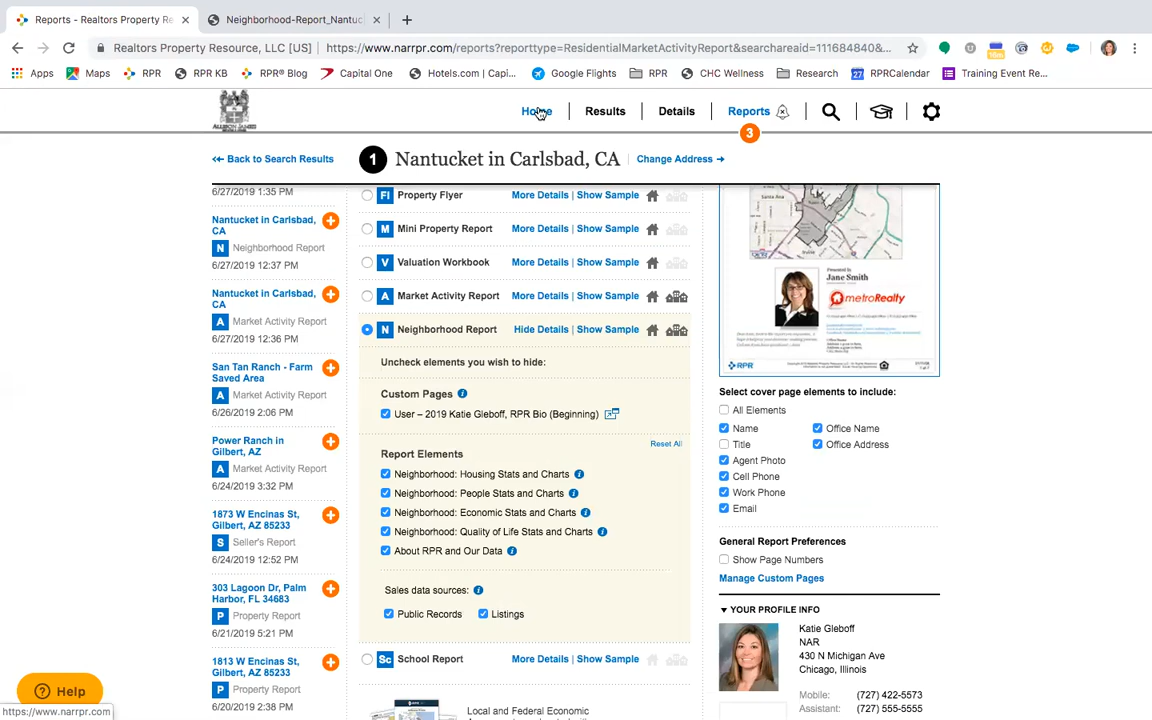 Reports - Realtors Property Re ×
Neighborhood-Report_Nantuc ×
Realtors Property Resource, LLC [US] | https://www.narrpr.com/reports?reporttype=ResidentialMarketActivityReport&searchareaid=111684840&...
Apps Maps RPR RPR KB RPR® Blog Capital One Hotels.com | Capi... Google Flights RPR CHC Wellness Research RPRCalendar Training Event Re...
ALLISON JAMES
Home Results Details Reports
3
Back to Search Results 1 Nantucket in Carlsbad, CA Change Address
6/27/2019 1:35 PM
Nantucket in Carlsbad, CA
N Neighborhood Report
6/27/2019 12:37 PM
Nantucket in Carlsbad, CA
A Market Activity Report
6/27/2019 12:36 PM
San Tan Ranch - Farm Saved Area
A Market Activity Report
6/26/2019 2:06 PM
Power Ranch in Gilbert, AZ
A Market Activity Report
6/24/2019 3:32 PM
1873 W Encinas St, Gilbert, AZ 85233
S Seller's Report
6/24/2019 12:52 PM
303 Lagoon Dr, Palm Harbor, FL 34683
P Property Report
6/21/2019 5:21 PM
1813 W Encinas St, Gilbert, AZ 85233
P Property Report
6/20/2019 2:38 PM
Fl Property Flyer More Details | Show Sample
M Mini Property Report More Details | Show Sample
V Valuation Workbook More Details | Show Sample
A Market Activity Report More Details | Show Sample
N Neighborhood Report Hide Details | Show Sample
Uncheck elements you wish to hide:
Custom Pages
User – 2019 Katie Gleboff, RPR Bio (Beginning)
Reset All
Report Elements
Neighborhood: Housing Stats and Charts
Neighborhood: People Stats and Charts
Neighborhood: Economic Stats and Charts
Neighborhood: Quality of Life Stats and Charts
About RPR and Our Data
Sales data sources:
Public Records Listings
Sc School Report More Details | Show Sample
Local and Federal Economic
Presented by
Jane Smith
metroRealty
RPR
Select cover page elements to include:
All Elements
Name Office Name
Title Office Address
Agent Photo
Cell Phone
Work Phone
Email
General Report Preferences
Show Page Numbers
Manage Custom Pages
YOUR PROFILE INFO
Katie Gleboff
NAR
430 N Michigan Ave
Chicago, Illinois
Mobile: (727) 422-5573
Assistant: (727) 555-5555
Help
https://www.narrpr.com